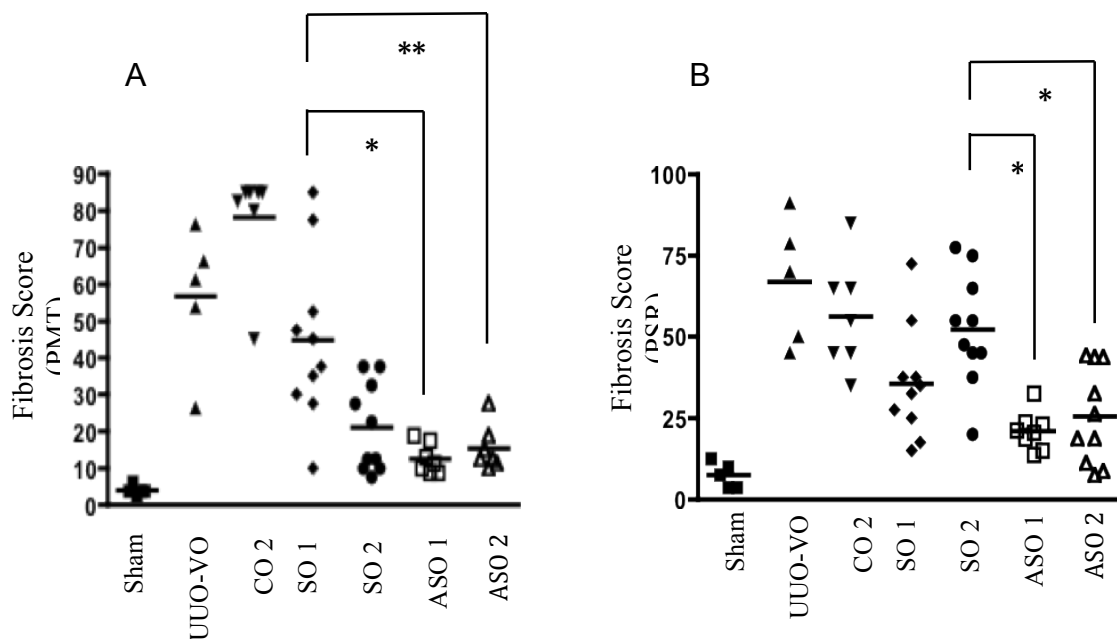 A
**
*
90
80
70
60
50
40
30
20
10
0
Fibrosis Score
(PMT)
Sham
UUO-VO
CO 2
SO 1
SO 2
ASO 1
ASO 2
B
*
*
100
75
50
25
0
Fibrosis Score
(PSR)
Sham
UUO-VO
CO 2
SO 1
SO 2
ASO 1
ASO 2